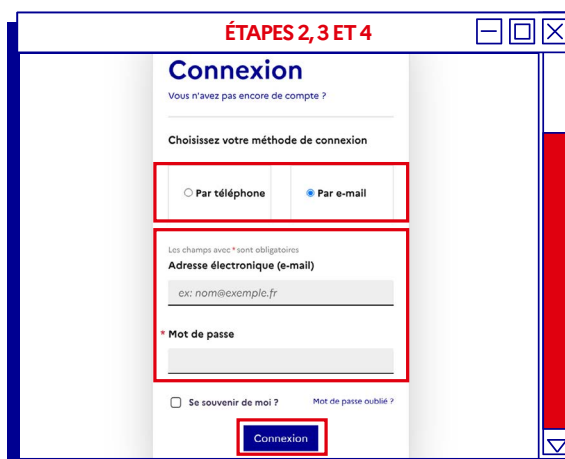 ÉTAPES 2, 3 ET 4
Connexion
Vous n'avez pas encore de compte ?
Choisissez votre méthode de connexion
Par téléphone
Par e-mail
Les champs avec * sont obligatoires
Adresse électronique (e-mail)
ex: nom@exemple.fr
* Mot de passe
Se souvenir de moi ?
Mot de passe oublié ?
Connexion